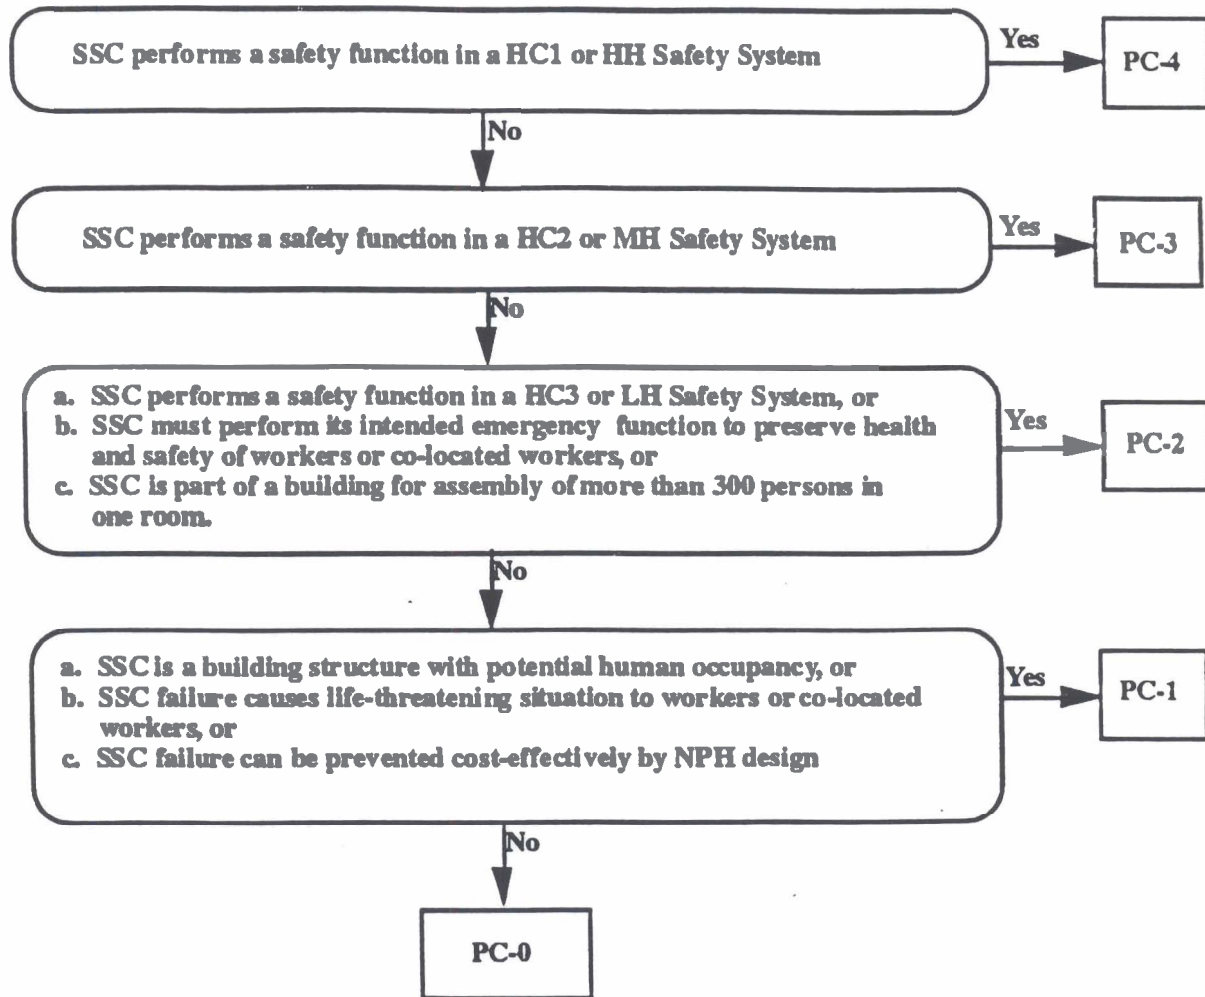 SSC performs a safety function in a HC1 or HH Safety System
Yes
PC-4
No
SSC performs a safety function in a HC2 or MH Safety System
Yes
PC-3
No
a. SSC performs a safety function in a HC3 or LH Safety System, or
b. SSC must perform its intended emergency function to preserve health
and safety of workers or co-located workers, or
c. SSC is part of a building for assembly of more than 300 persons in
one room.
Yes
PC-2
No
a. SSC is a building structure with potential human occupancy, or
b. SSC failure causes life-threatening situation to workers or co-located
workers, or
c. SSC failure can be prevented cost-effectively by NPH design
Yes
PC-1
No
PC-0